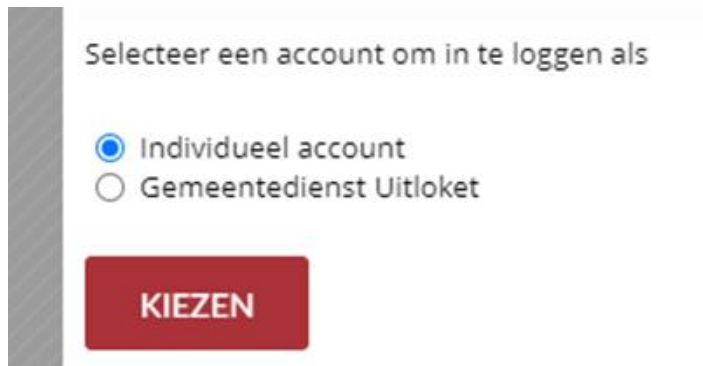 Selecteer een account om in te loggen als
Individueel account
Gemeentedienst Uitloket
KIEZEN